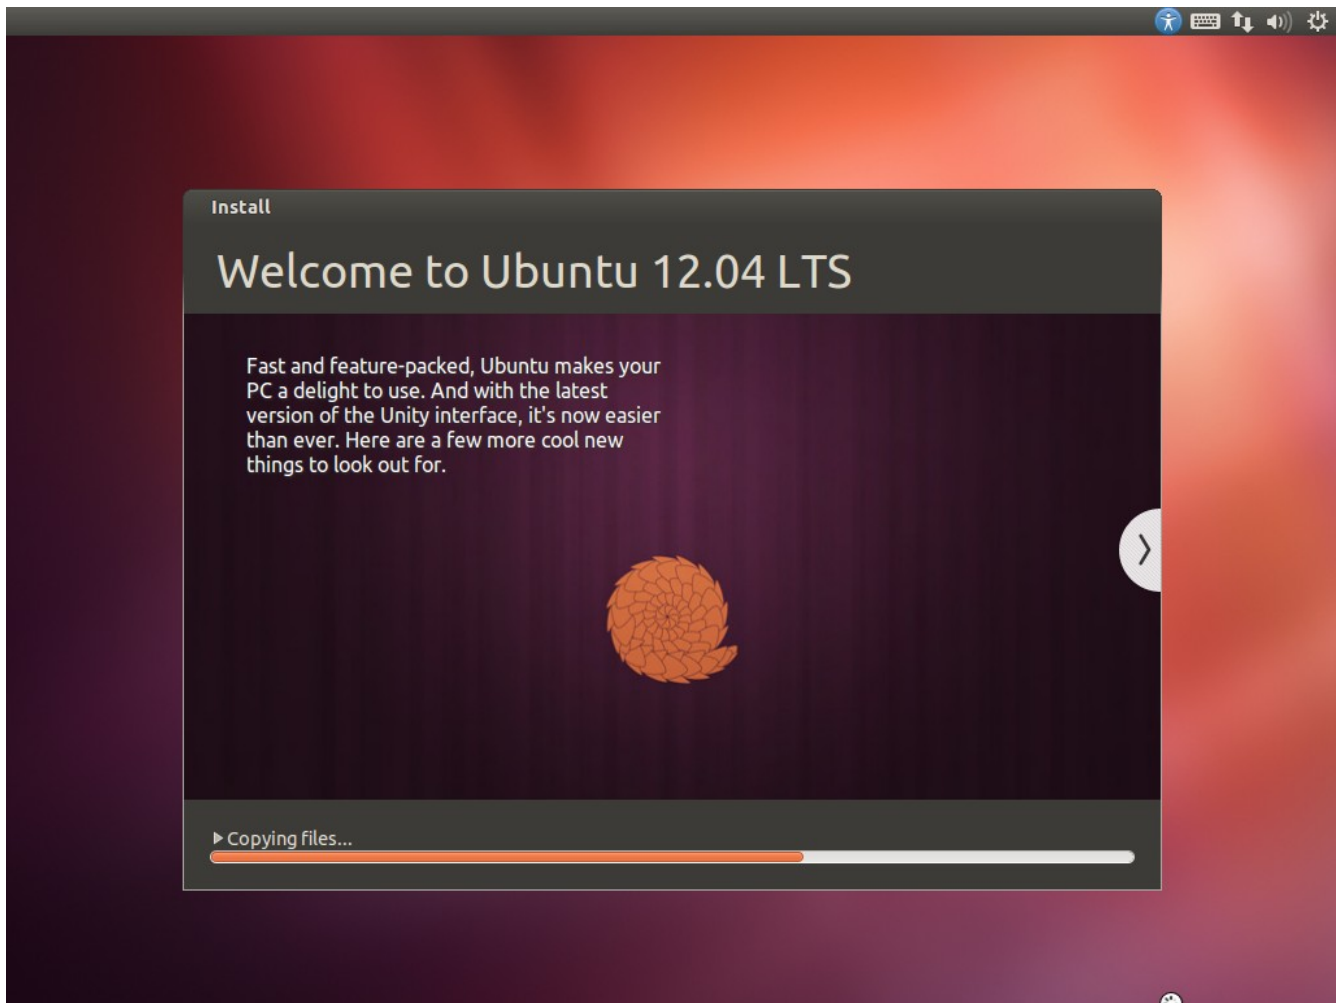 Install
Welcome to Ubuntu 12.04 LTS
Fast and feature-packed, Ubuntu makes your
PC a delight to use. And with the latest
version of the Unity interface, it's now easier
than ever. Here are a few more cool new
things to look out for.
Copying files...